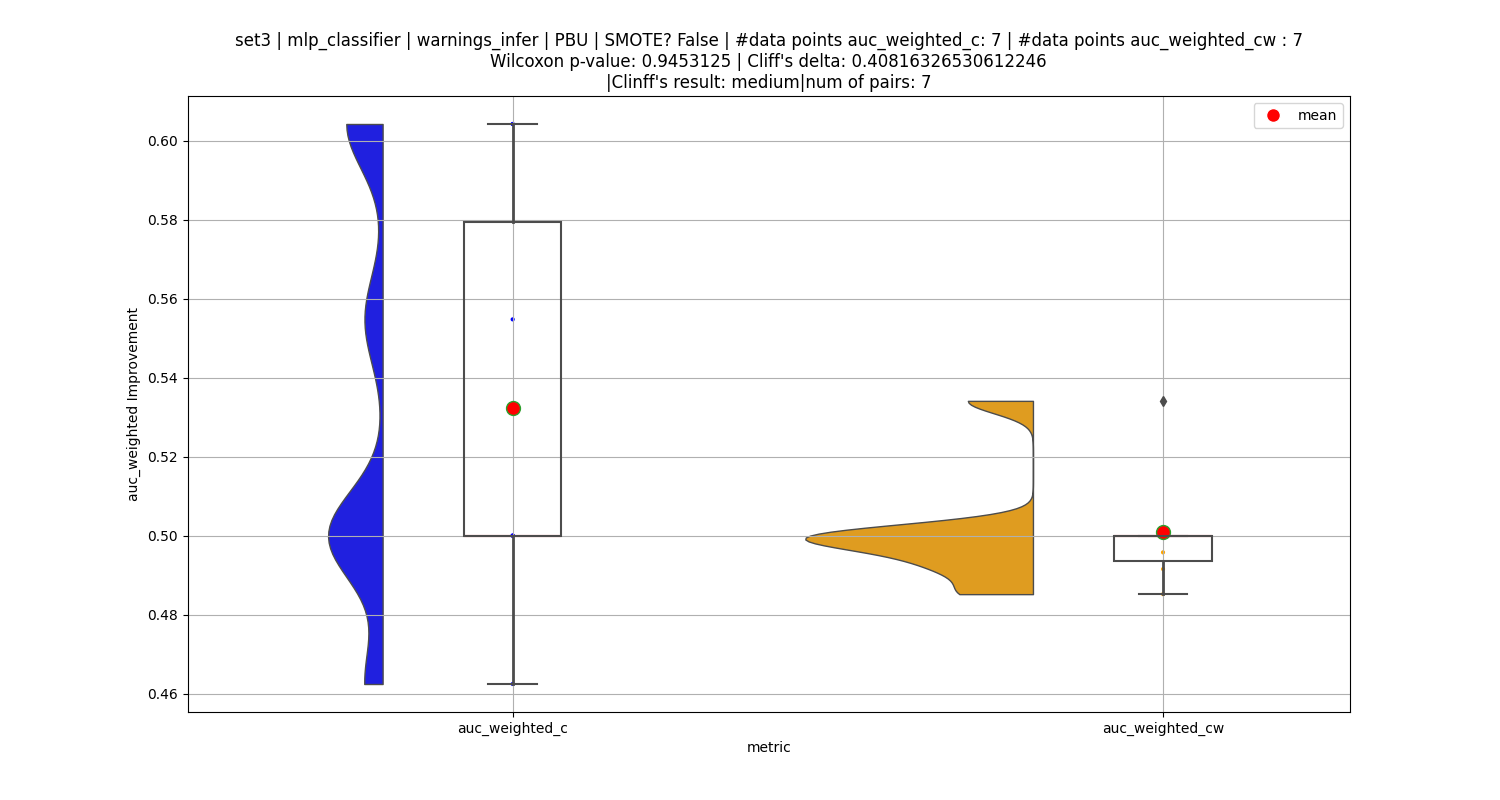 set3 | mlp_classifier | warnings_infer | PBU | SMOTE? False | #data points auc_weighted_c: 7 | #data points auc_weighted_cw : 7
Wilcoxon p-value: 0.9453125 | Cliff's delta: 0.40816326530612246
|Clinff's result: medium|num of pairs: 7
mean
0.60
0.58
0.56
0.54
0.52
0.50
0.48
0.46
auc_weighted Improvement
auc_weighted_c
auc_weighted_cw
metric